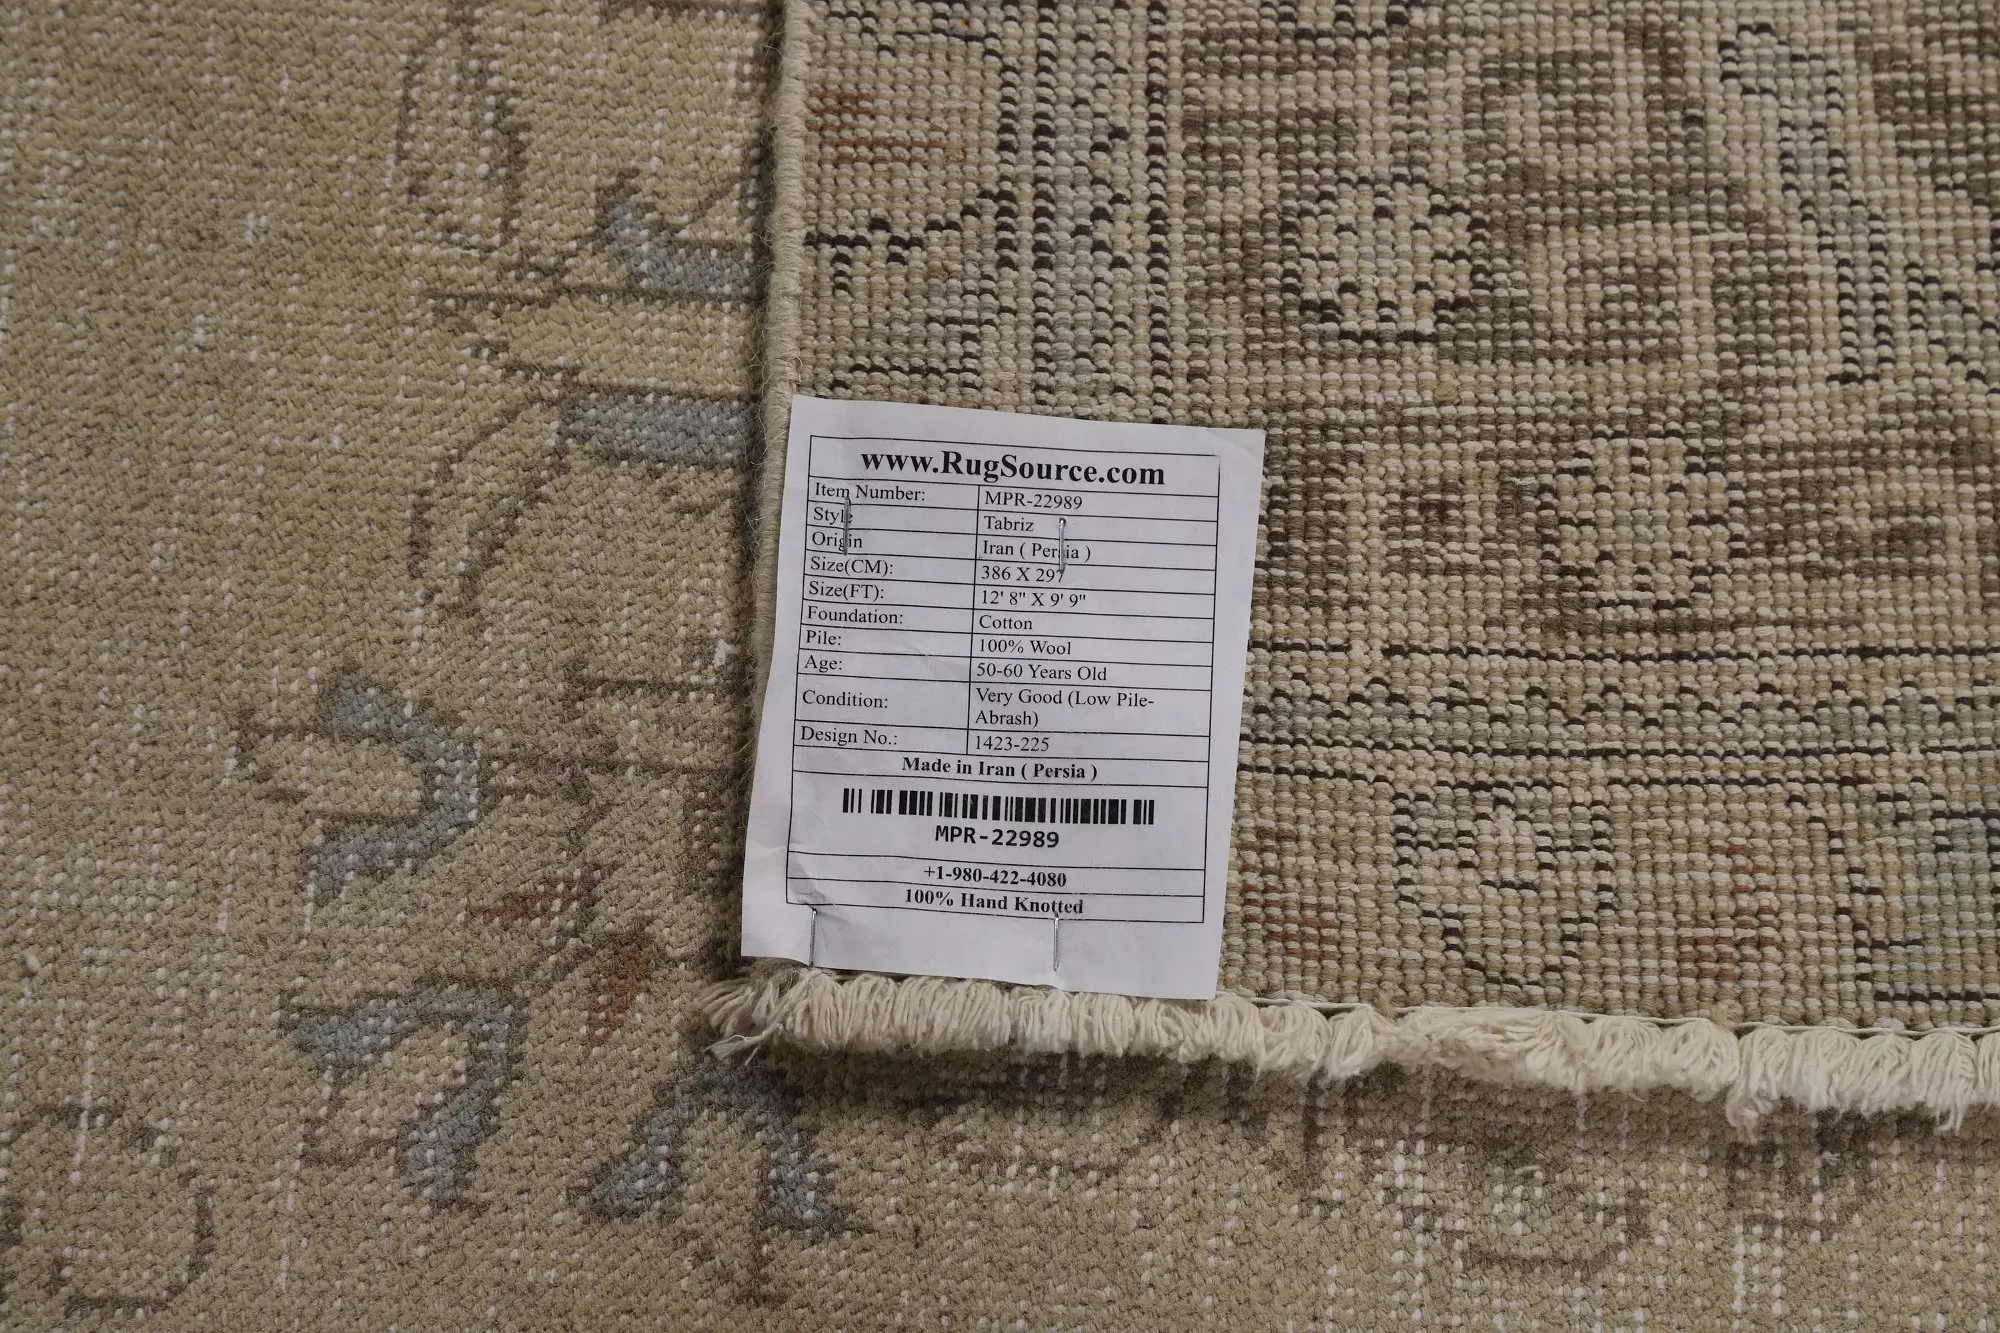 www.RugSource.com
Item Number: MPR-22989
Style Tabriz
Origin Iran ( Persia )
Size(CM): 386 X 297
Size(FT): 12' 8" X 9' 9"
Foundation: Cotton
Pile: 100% Wool
Age: 50-60 Years Old
Condition: Very Good (Low Pile-
Abrash)
Design No.: 1423-225
Made in Iran ( Persia )
MPR-22989
+1-980-422-4080
100% Hand Knotted